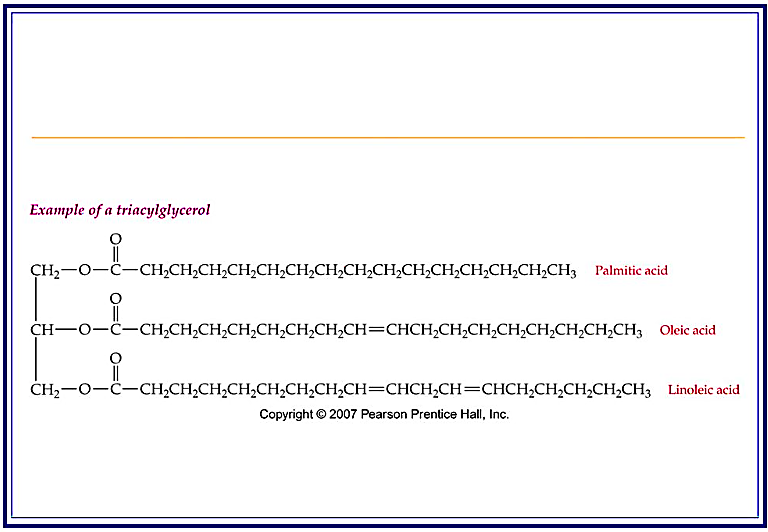 Example of a triacylglycerol
O
CH₂—O—C—CH₂CH₂CH₂CH₂CH₂CH₂CH₂CH₂CH₂CH₂CH₂CH₂CH₂CH₂CH₃ Palmitic acid
O
CH—O—C—CH₂CH₂CH₂CH₂CH₂CH₂CH₂CH=CHCH₂CH₂CH₂CH₂CH₂CH₂CH₂CH₃ Oleic acid
O
CH₂—O—C—CH₂CH₂CH₂CH₂CH₂CH₂CH₂CH=CHCH₂CH=CHCH₂CH₂CH₂CH₂CH₃ Linoleic acid
Copyright © 2007 Pearson Prentice Hall, Inc.